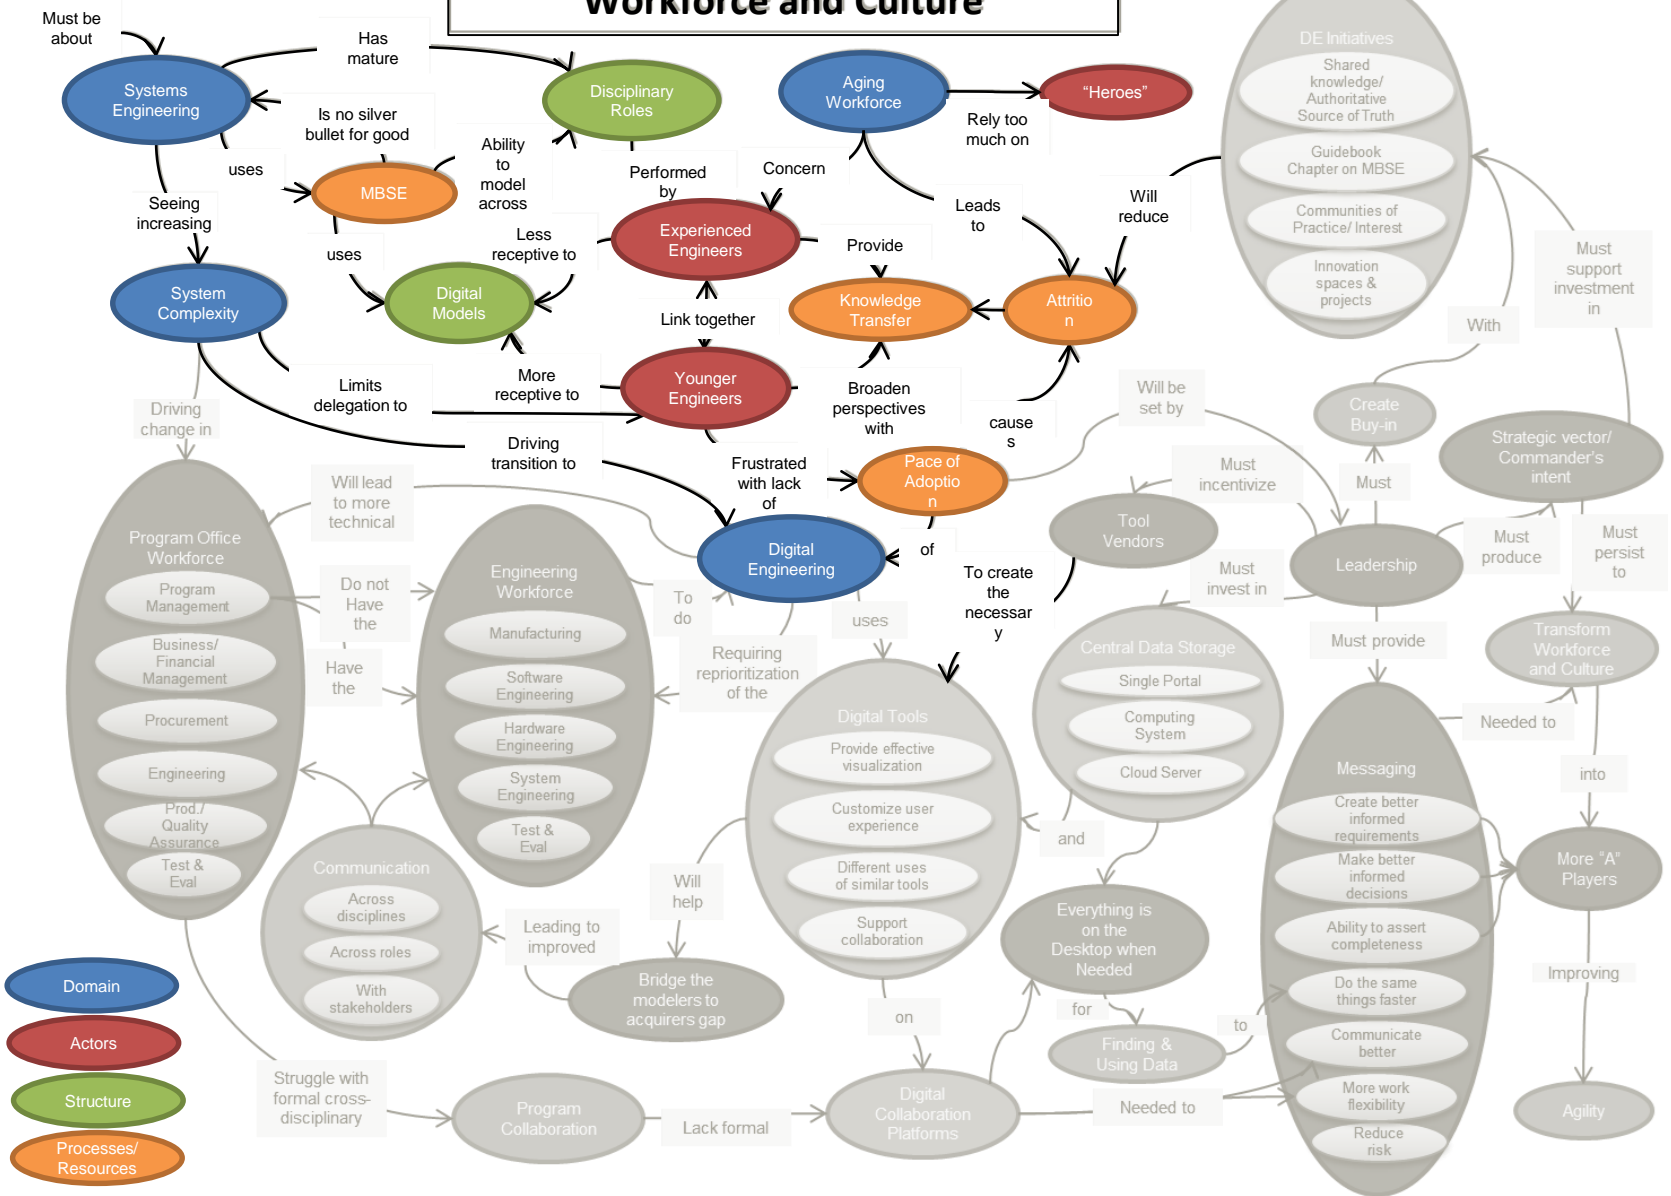 Workforce and Culture
Must be
about
Has
mature
Systems
Engineering
Disciplinary
Roles
Aging
Workforce
“Heroes”
Is no silver
bullet for good
uses
MBSE
Ability
to
model
across
Rely too
much on
Performed
by
Concern
Seeing
increasing
Leads
to
Will
reduce
Experienced
Engineers
Less
receptive to
Provide
uses
System
Complexity
Digital
Models
Knowledge
Transfer
Attritio
n
Link together
Limits
delegation to
More
receptive to
Younger
Engineers
Broaden
perspectives
with
cause
s
Driving
transition to
Frustrated
with lack
of
Pace of
Adoptio
n
of
Digital
Engineering
To create
the
necessar
y
DE Initiatives
Shared
knowledge/
Authoritative
Source of Truth
Guidebook
Chapter on MBSE
Communities of
Practice/ Interest
Innovation
spaces &
projects
Must
support
investment
in
With
Will be
set by
Create
Buy-in
Strategic vector/
Commander's
intent
Must
incentivize
Must
Tool
Vendors
Leadership
Must
produce
Must
persist
to
Must
invest in
Must provide
Transform
Workforce
and Culture
Driving
change in
Will lead
to more
technical
Program Office
Workforce
Program
Management
Business/
Financial
Management
Procurement
Engineering
Prod./
Quality
Assurance
Test &
Eval
Do not
Have
the
Have
the
Engineering
Workforce
Manufacturing
Software
Engineering
Hardware
Engineering
System
Engineering
Test &
Eval
To
do
Requiring
reprioritization
of the
uses
Digital Tools
Provide effective
visualization
Customize user
experience
Different uses
of similar tools
Support
collaboration
Central Data Storage
Single Portal
Computing
System
Cloud Server
and
Messaging
Create better
informed
requirements
Make better
informed
decisions
Ability to assert
completeness
Do the same
things faster
Communicate
better
More work
flexibility
Reduce
risk
Needed to
into
More “A”
Players
Improving
Agility
Communication
Across
disciplines
Across roles
With
stakeholders
Will
help
Leading to
improved
Bridge the
modelers to
acquirers gap
Everything is
on the
Desktop when
Needed
for
Finding &
Using Data
to
on
Struggle with
formal cross-
disciplinary
Program
Collaboration
Lack formal
Digital
Collaboration
Platforms
Needed to
Domain
Actors
Structure
Processes/
Resources